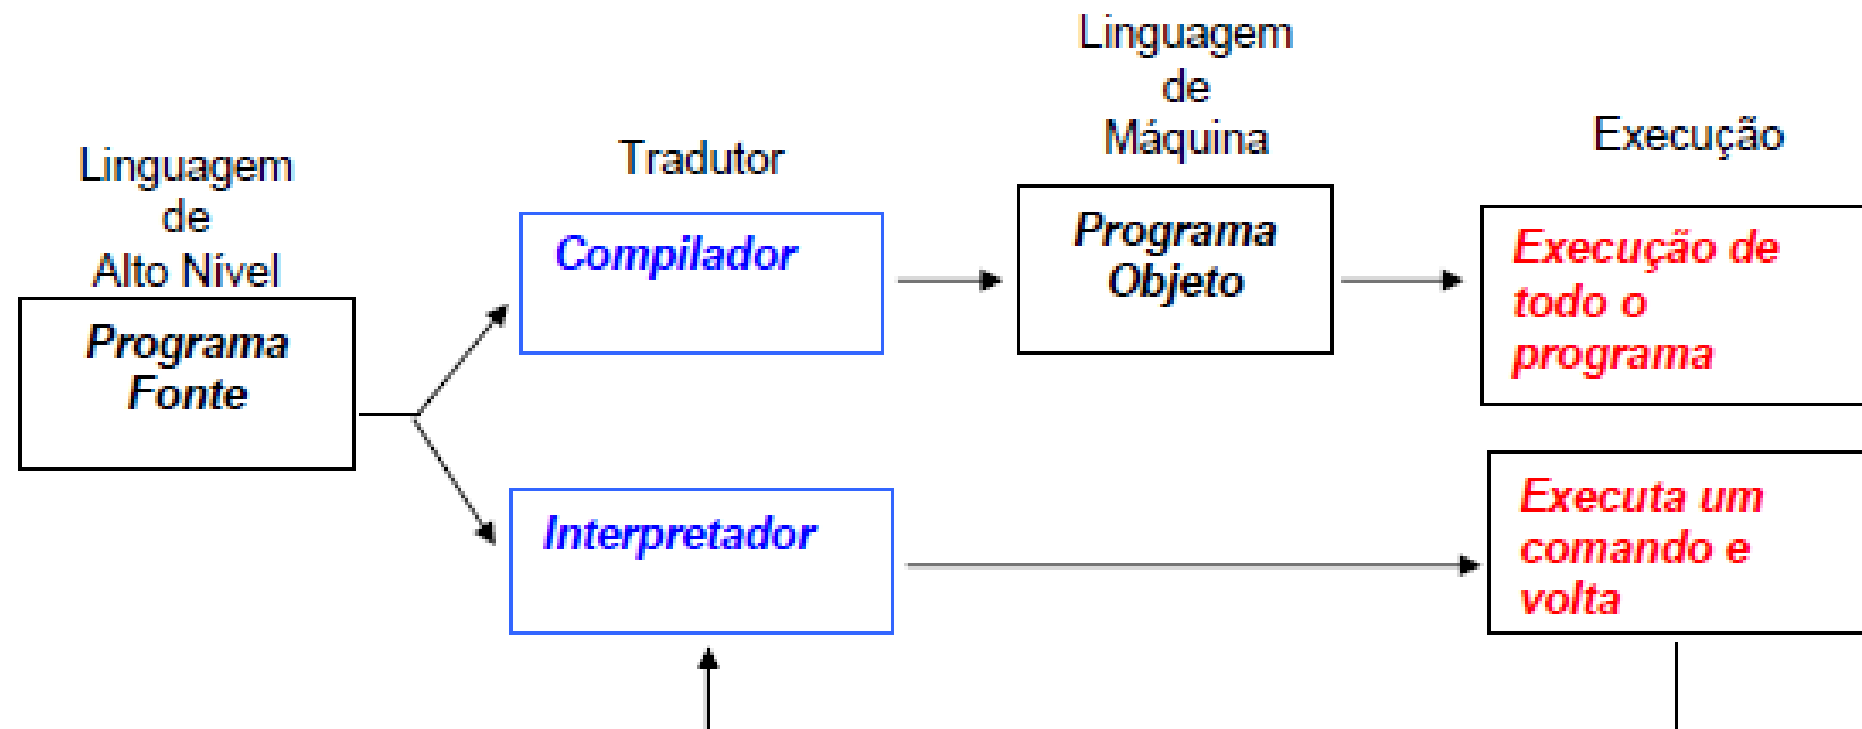 Linguagem
de
Alto Nível
Programa
Fonte
Tradutor
Compilador
Interpretador
Linguagem
de
Máquina
Programa
Objeto
Execução
Execução de
todo o
programa
Executa um
comando e
volta